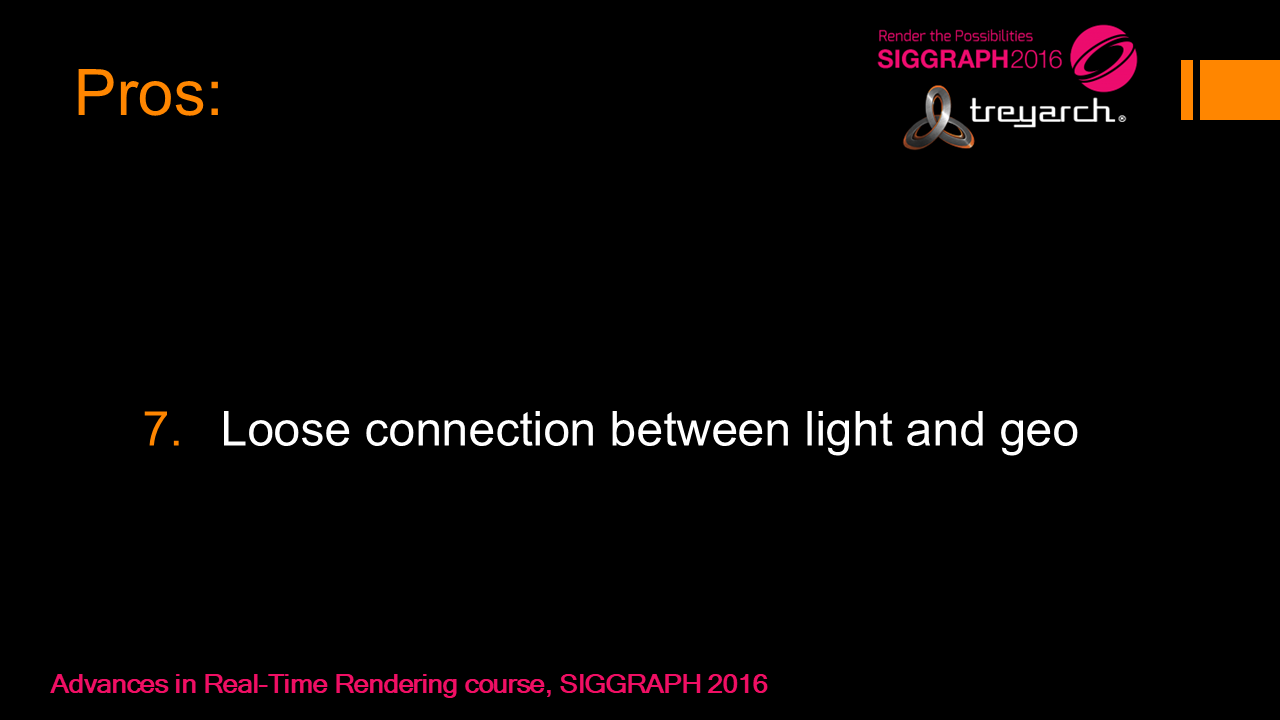 Render the Possibilities
SIGGRAPH2016
treyarch®
Pros:
7. Loose connection between light and geo
Advances in Real-Time Rendering course, SIGGRAPH 2016